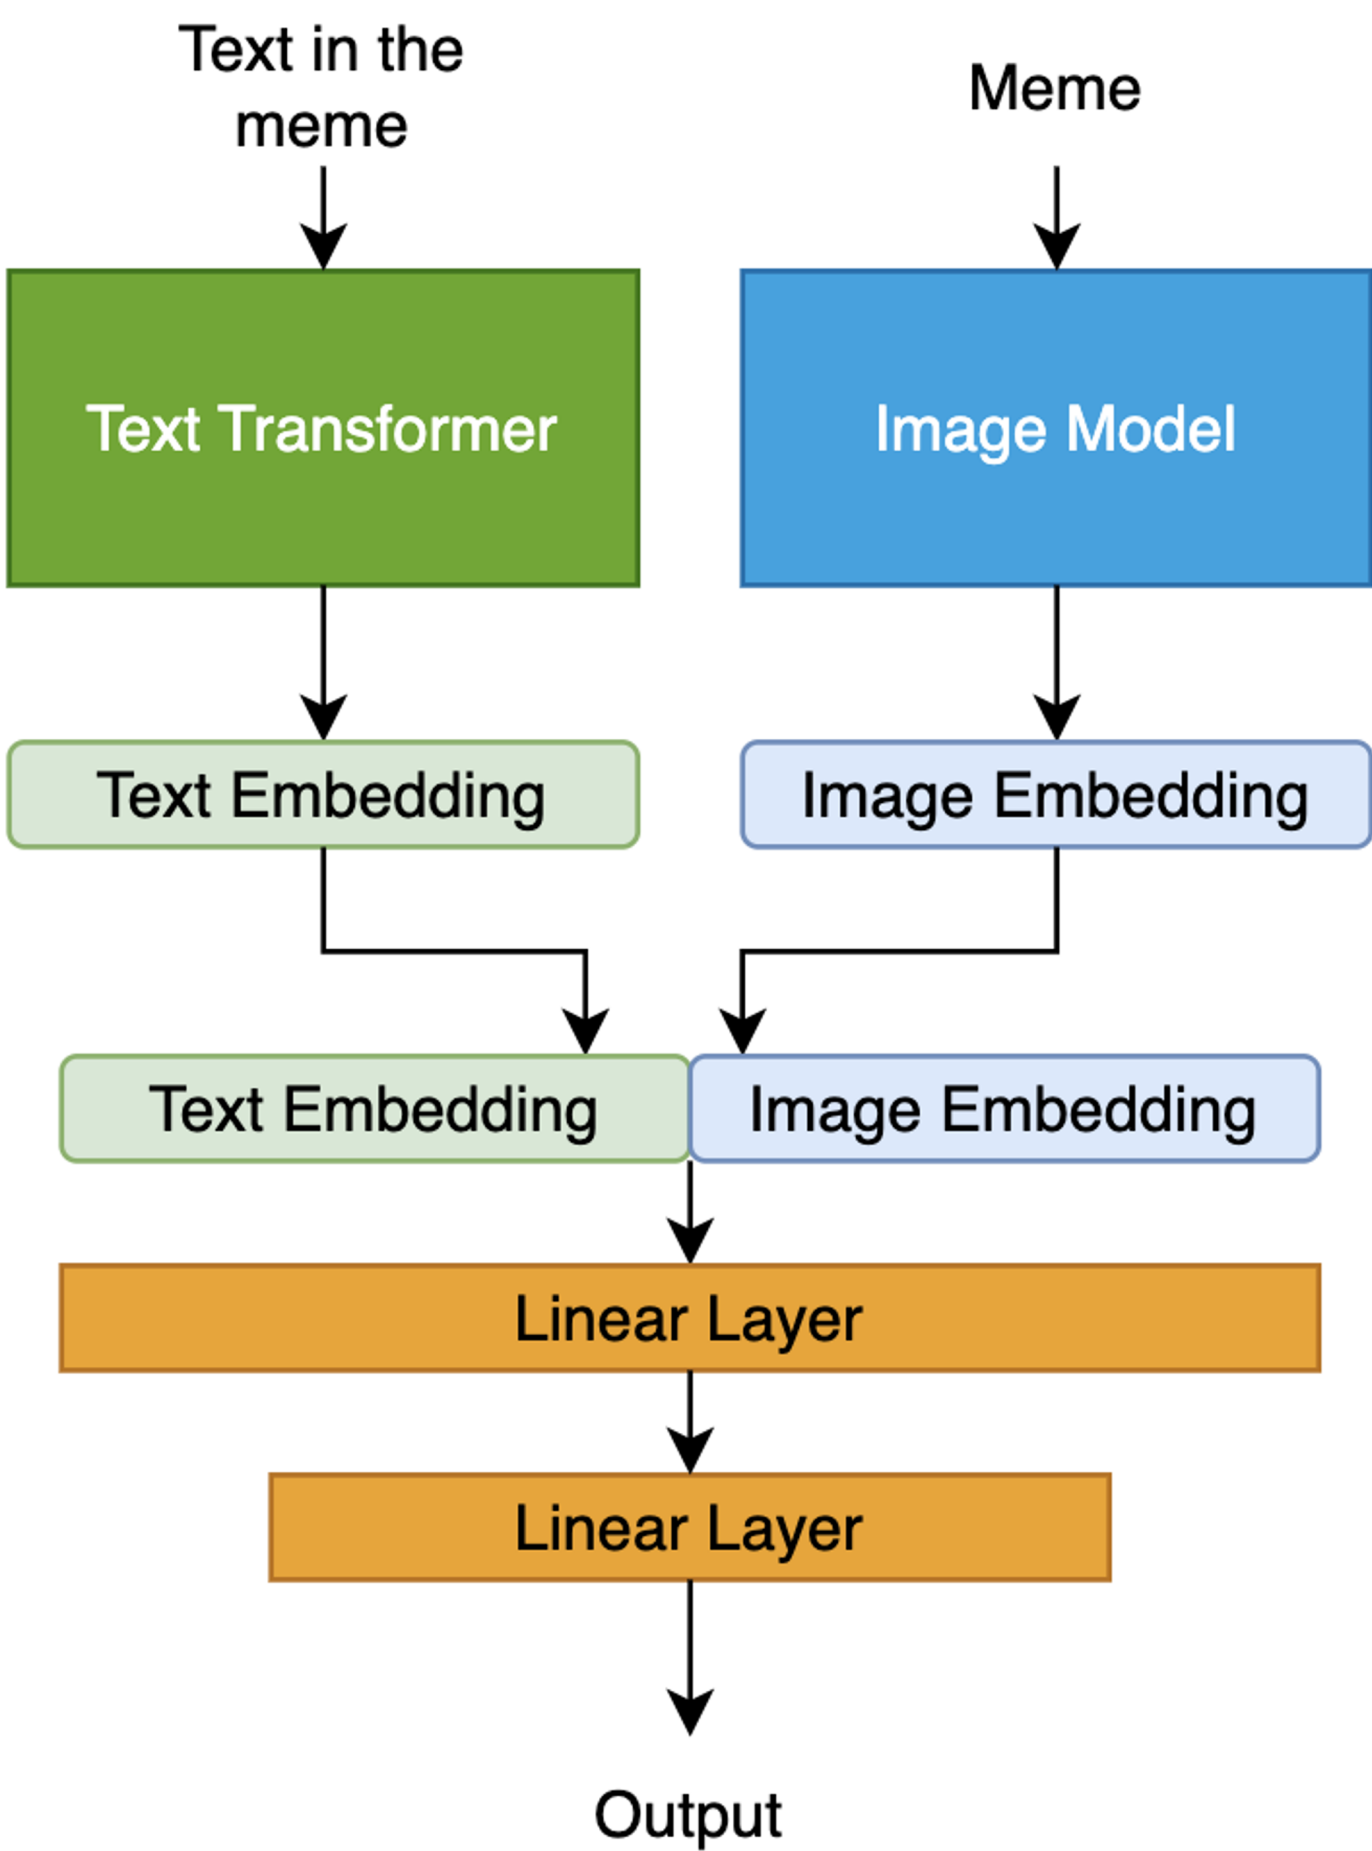 Text in the
meme
Meme
Text Transformer
Image Model
Text Embedding
Image Embedding
Text Embedding
Image Embedding
Linear Layer
Linear Layer
Output